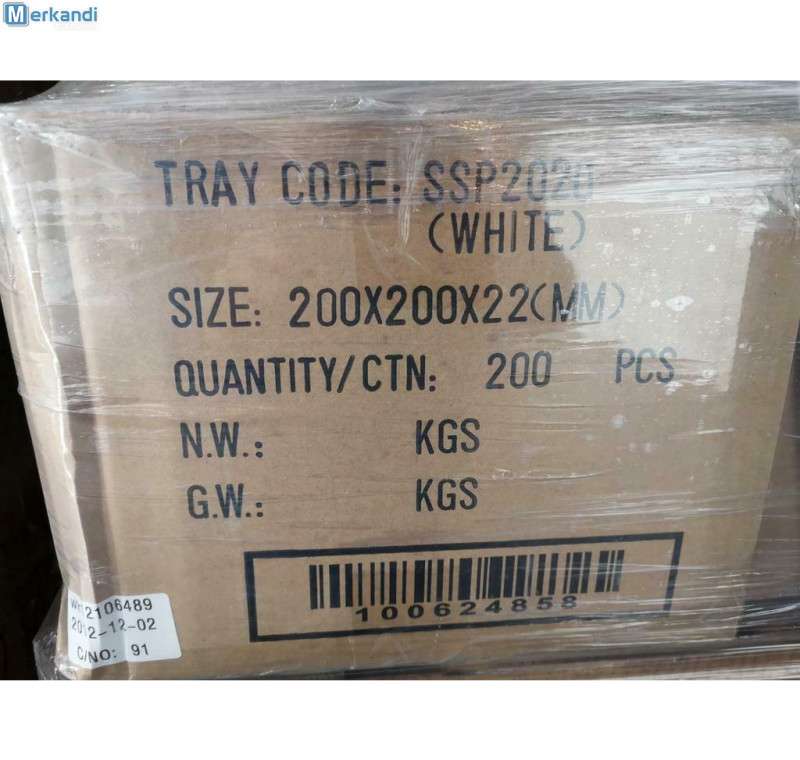 Merkandi
TRAY CODE: SSP2020
(WHITE)
SIZE: 200X200X22(MM)
QUANTITY/CTN: 200 PCS
N.W.: KGS
G.W.: KGS
100624858
2106489
2012-12-02
C/NO: 91